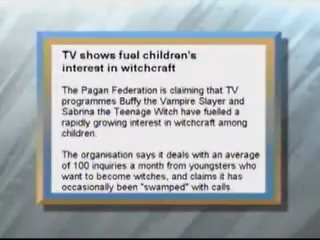 TV shows fuel children's
interest in witchcraft
The Pagan Federation is claiming that TV
programmes Buffy the Vampire Slayer and
Sabrina the Teenage Witch have fuelled a
rapidly growing interest in witchcraft among
children.
The organisation says it deals with an average
of 100 inquiries a month from youngsters who
want to become witches, and claims it has
occasionally been "swamped" with calls.